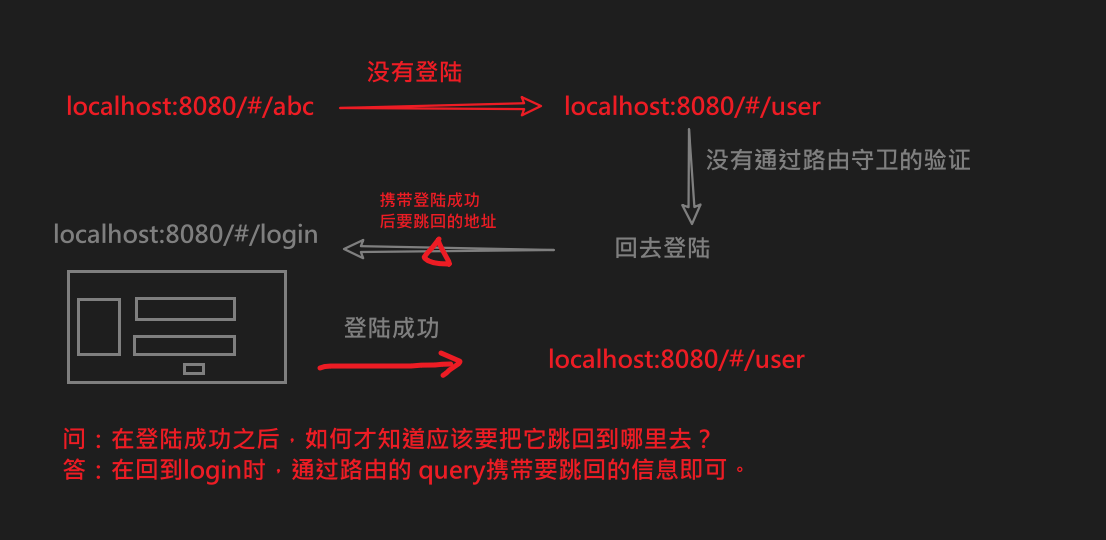 没有登陆
localhost:8080/#/abc
localhost:8080/#/user
没有通过路由守卫的验证
携带登陆成功
后要跳回的地址
localhost:8080/#/login
回去登陆
登陆成功
localhost:8080/#/user
问：在登陆成功之后，如何才知道应该要把它跳回到哪里去？
答：在回到login时，通过路由的 query携带要跳回的信息即可。